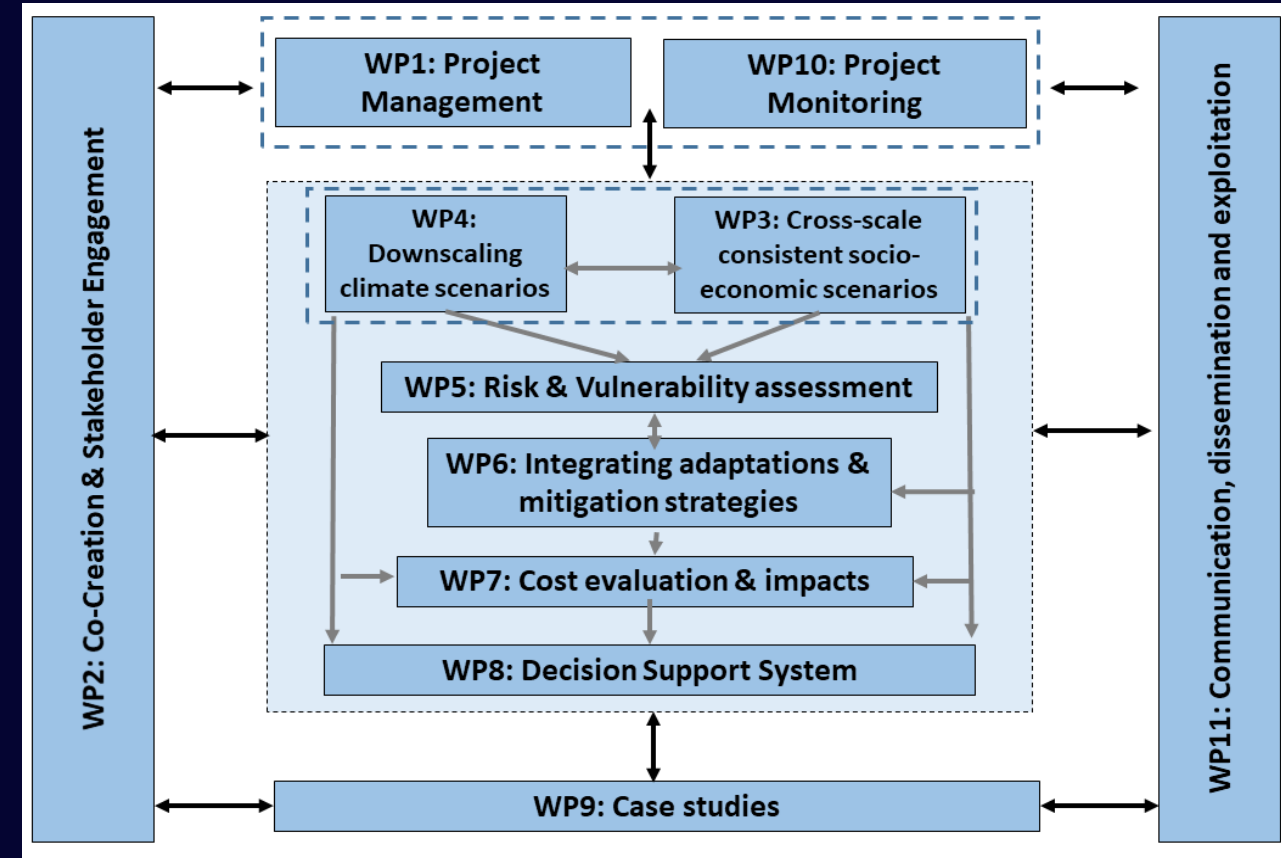 WP2: Co-Creation & Stakeholder Engagement
WP1: Project
Management
WP10: Project
Monitoring
WP4:
Downscaling
climate scenarios
WP3: Cross-scale
consistent socio-
economic scenarios
WP5: Risk & Vulnerability assessment
WP6: Integrating adaptations &
mitigation strategies
WP7: Cost evaluation & impacts
WP8: Decision Support System
WP9: Case studies
WP11: Communication, dissemination and exploitation